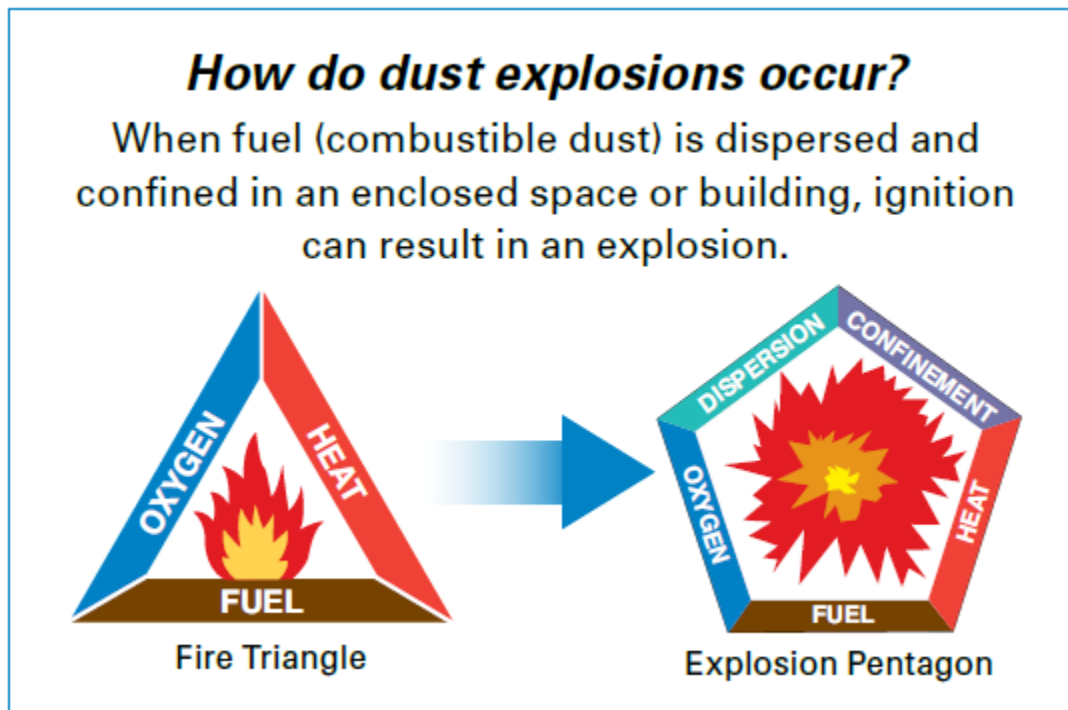 How do dust explosions occur?
When fuel (combustible dust) is dispersed and
confined in an enclosed space or building, ignition
can result in an explosion.
OXYGEN
HEAT
FUEL
Fire Triangle
DISPERSION
CONFINEMENT
OXYGEN
HEAT
FUEL
Explosion Pentagon